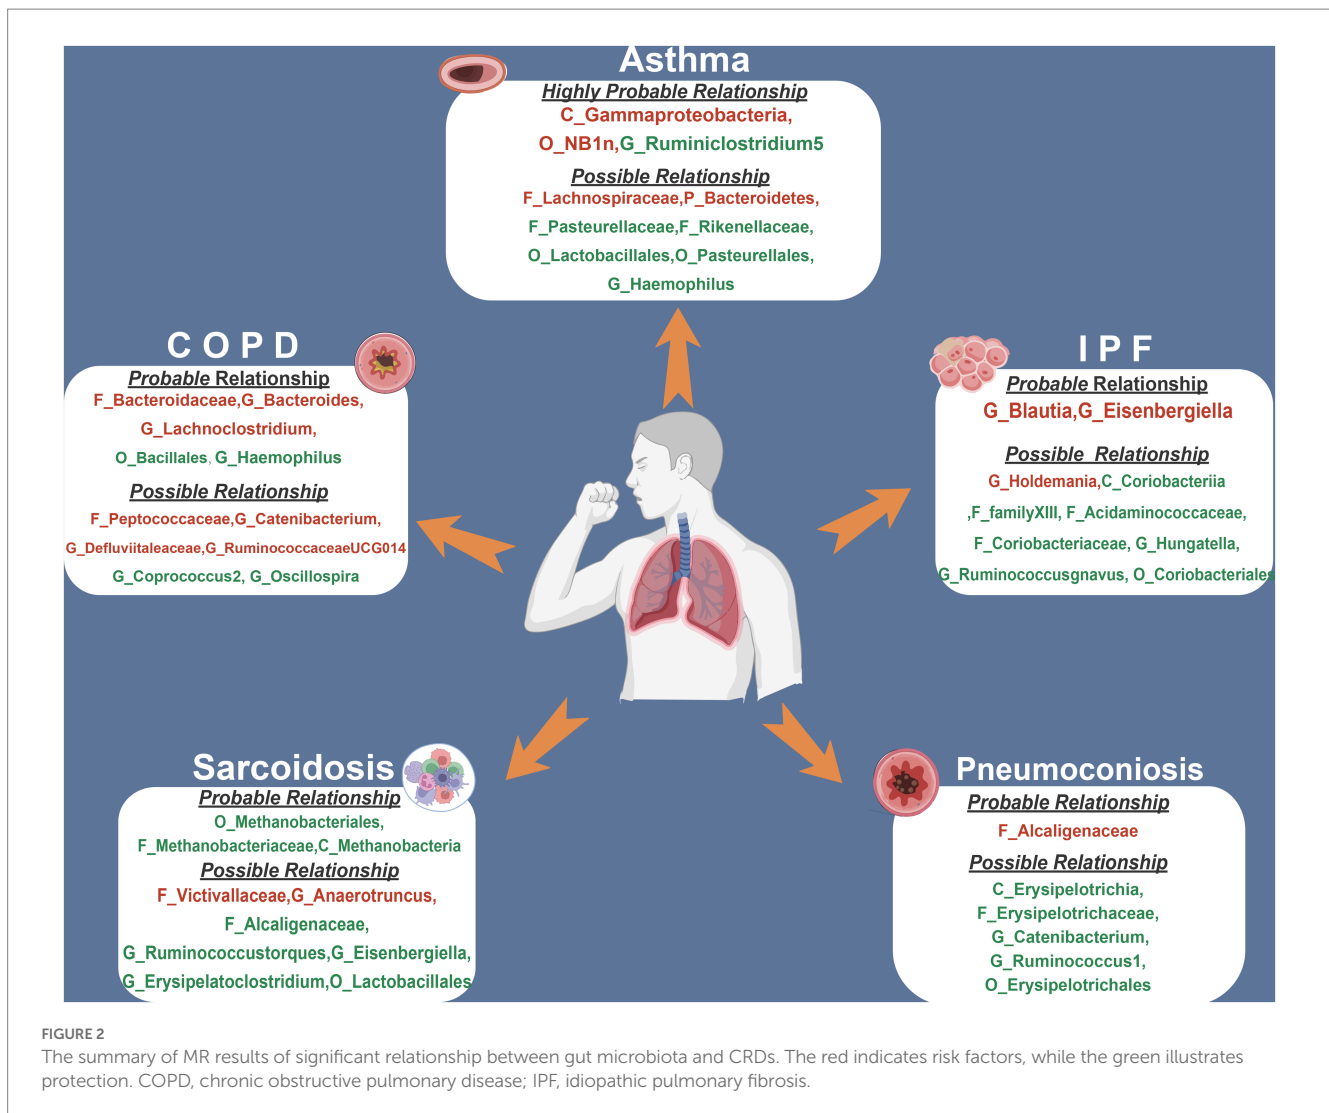 Asthma
Highly Probable Relationship
C_Gammaproteobacteria,
O_NB1n,G_Ruminiclostridium5
Possible Relationship
F_Lachnospiraceae,P_Bacteroidetes,
F_Pasteurellaceae,F_Rikenellaceae,
O_Lactobacillales,O_Pasteurellales,
G_Haemophilus
COPD
Probable Relationship
F_Bacteroidaceae,G_Bacteroides,
G_Lachnoclostridium,
O_Bacillales, G_Haemophilus
Possible Relationship
F_Peptococcaceae,G_Catenibacterium,
G_Defluviitaleaceae,G_RuminococcaceaeUCG014
G_Coprococcus2, G_Oscillospira
IPF
Probable Relationship
G_Blautia,G_Eisenbergiella
Possible Relationship
G_Holdemania,C_Coriobacteriia
,F_familyXIII, F_Acidaminococcaceae,
F_Coriobacteriaceae, G_Hungatella,
G_Ruminococcusgnavus, O_Coriobacteriales
Sarcoidosis
Probable Relationship
O_Methanobacteriales,
F_Methanobacteriaceae,C_Methanobacteria
Possible Relationship
F_Victivallaceae,G_Anaerotruncus,
F_Alcaligenaceae,
G_Ruminococcustorques,G_Eisenbergiella,
G_Erysipelatoclostridium,O_Lactobacillales
Pneumoconiosis
Probable Relationship
F_Alcaligenaceae
Possible Relationship
C_Erysipelotrichia,
F_Erysipelotrichaceae,
G_Catenibacterium,
G_Ruminococcus1,
O_Erysipelotrichales
FIGURE 2
The summary of MR results of significant relationship between gut microbiota and CRDs. The red indicates risk factors, while the green illustrates
protection. COPD, chronic obstructive pulmonary disease; IPF, idiopathic pulmonary fibrosis.